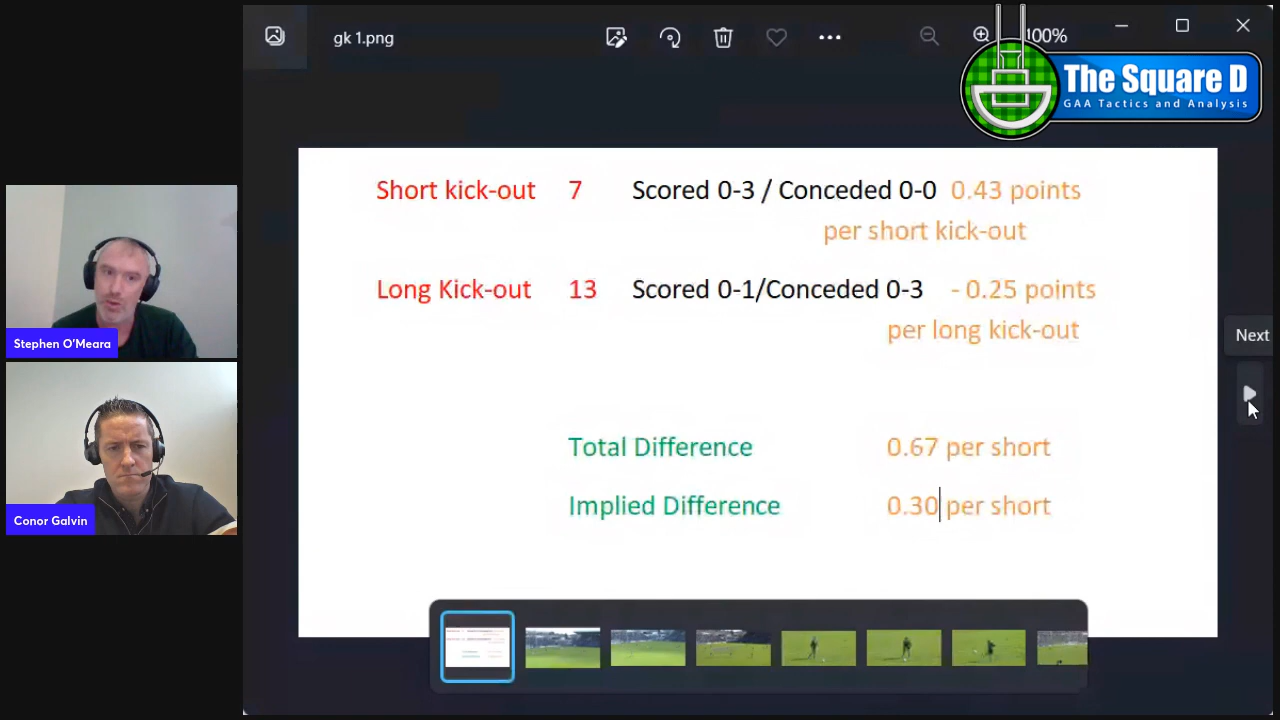 gk 1.png
100%
The Square D
GAA Tactics and Analysis
Short kick-out 7 Scored 0-3 / Conceded 0-0 0.43 points
per short kick-out
Long Kick-out 13 Scored 0-1/Conceded 0-3 - 0.25 points
per long kick-out
Next
Total Difference 0.67 per short
Implied Difference 0.30 per short
Stephen O'Meara
Conor Galvin